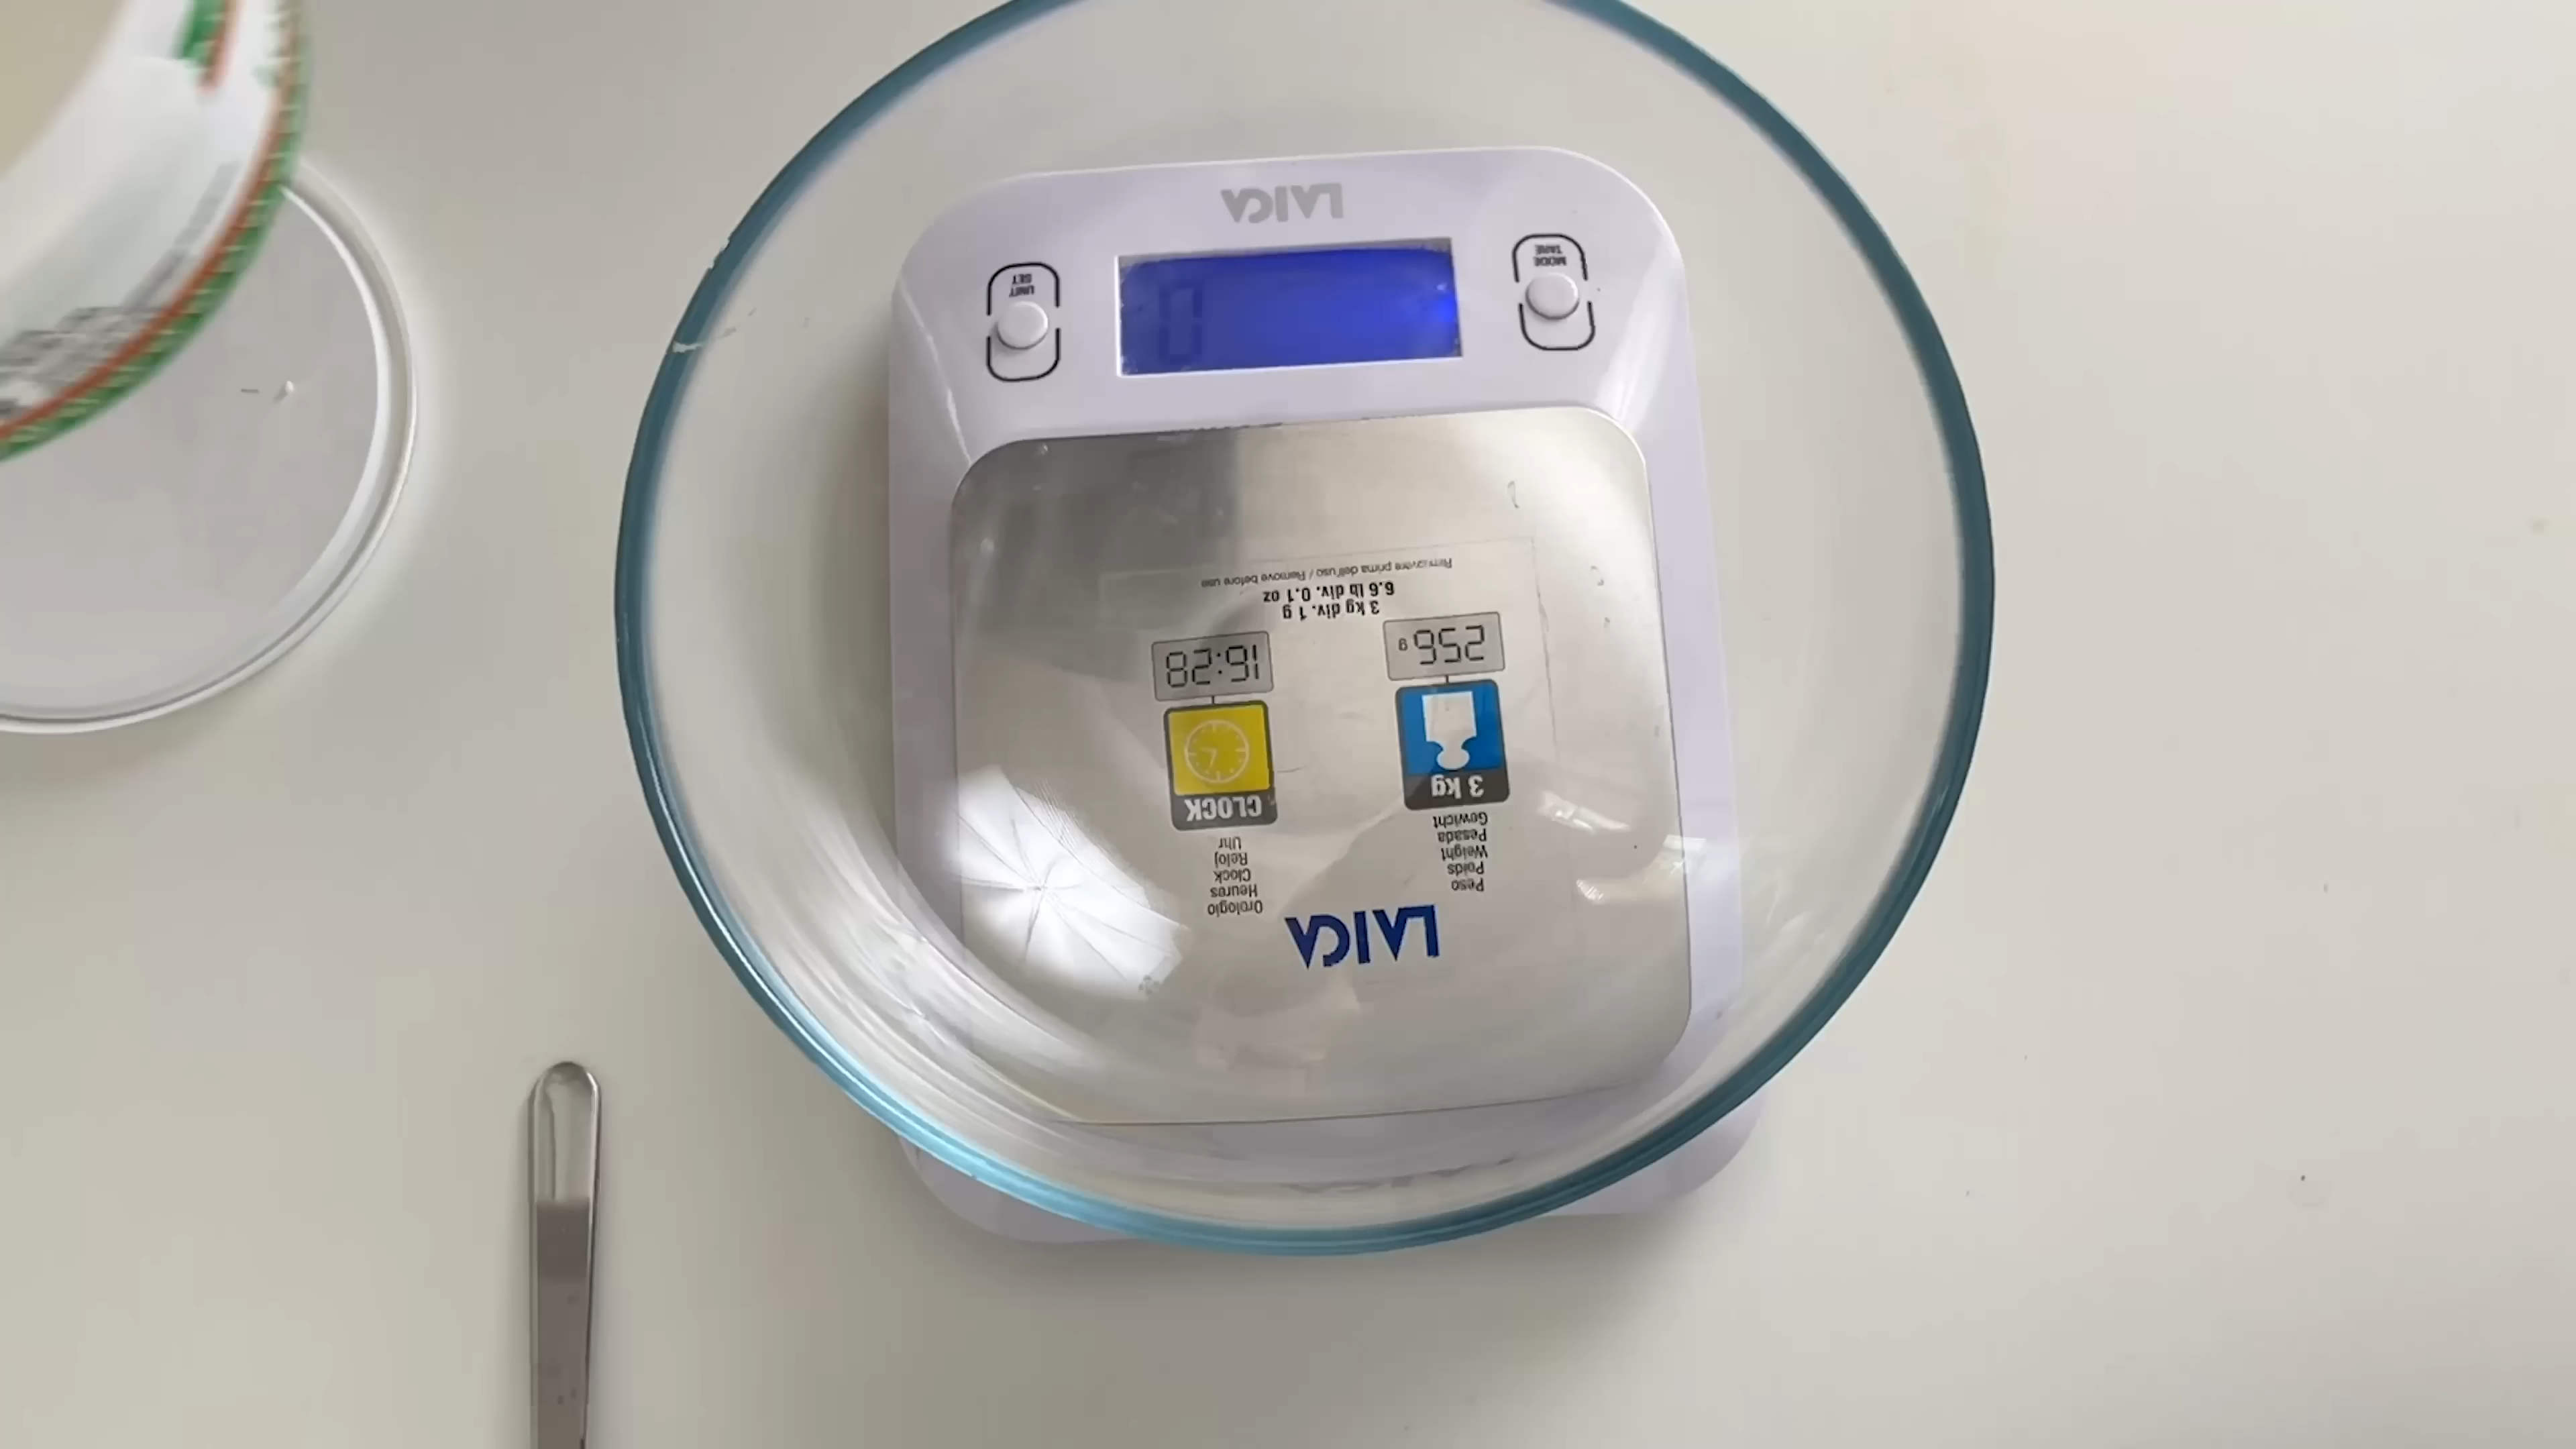 LAICA
Peso
Poids
Weight
Pesada
Gewicht
3 kg
256 g
Orologio
Heures
Clock
Reloj
Uhr
CLOCK
16:28
3 kg div. 1 g
6.6 lb div. 0.1 oz
Rimuovere prima dell'uso / Remove before use
UNIT
SET
0
MODE
TARE
LAICA